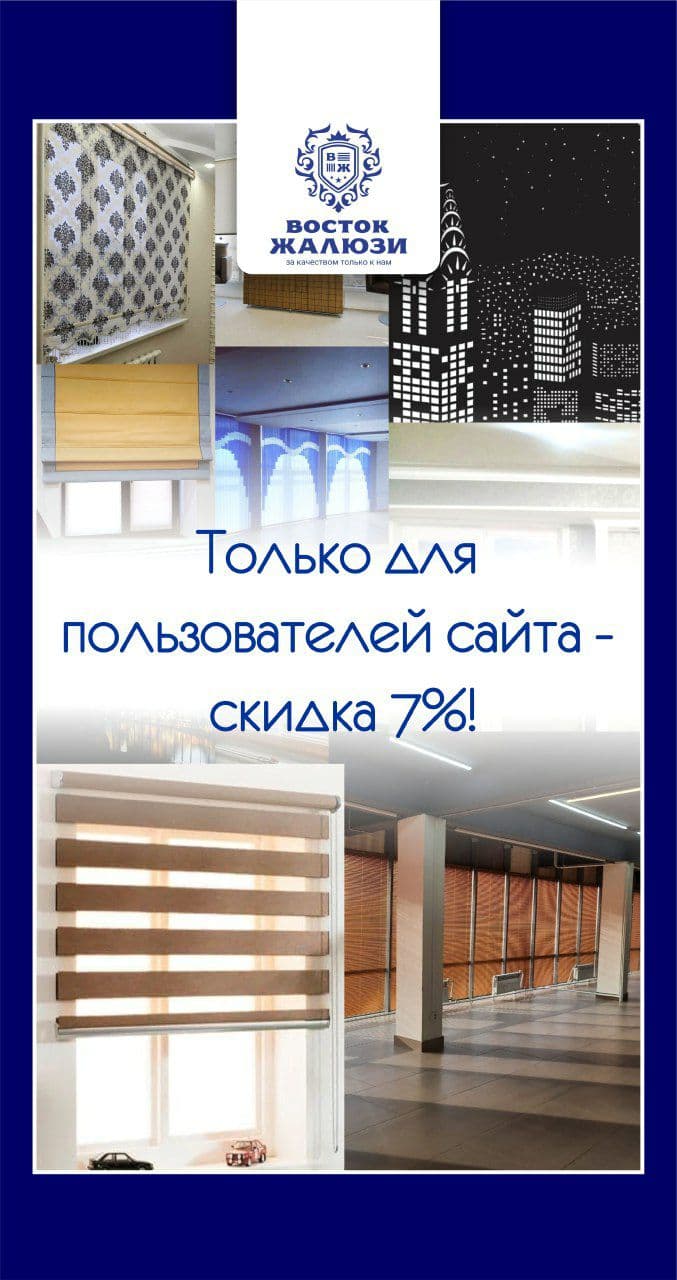 В
Ж
ВОСТОК
ЖАЛЮЗИ
за качеством только к нам
Только для
пользователей сайта -
скидка 7%!